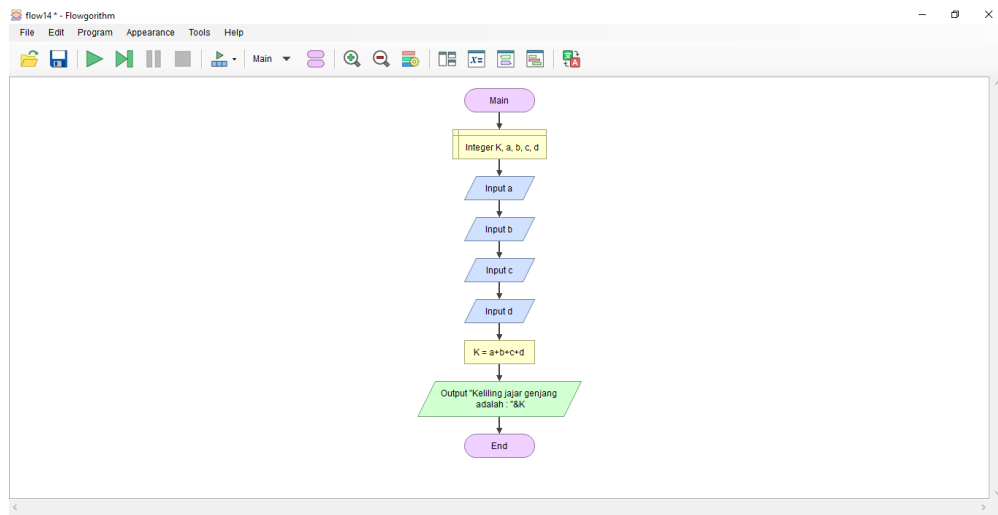 flow14 * - Flowgorithm
File Edit Program Appearance Tools Help
Main
X=
Main
Integer K, a, b, c, d
Input a
Input b
Input c
Input d
K = a+b+c+d
Output "Keliling jajar genjang
adalah : "&K
End